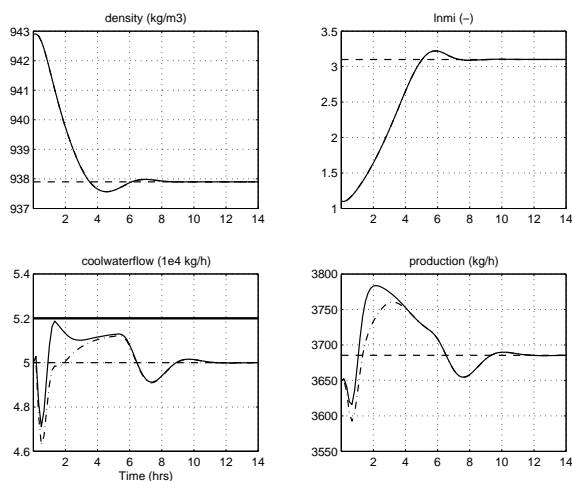 density (kg/m3)
943
942
941
940
939
938
937
2 4 6 8 10 12 14
lnmi (−)
3.5
3
2.5
2
1.5
1
0 2 4 6 8 10 12 14
coolwaterflow (1e4 kg/h)
5.4
5.2
5
4.8
4.6
2 4 6 8 10 12 14
Time (hrs)
production (kg/h)
3800
3750
3700
3650
3600
3550
0 2 4 6 8 10 12 14